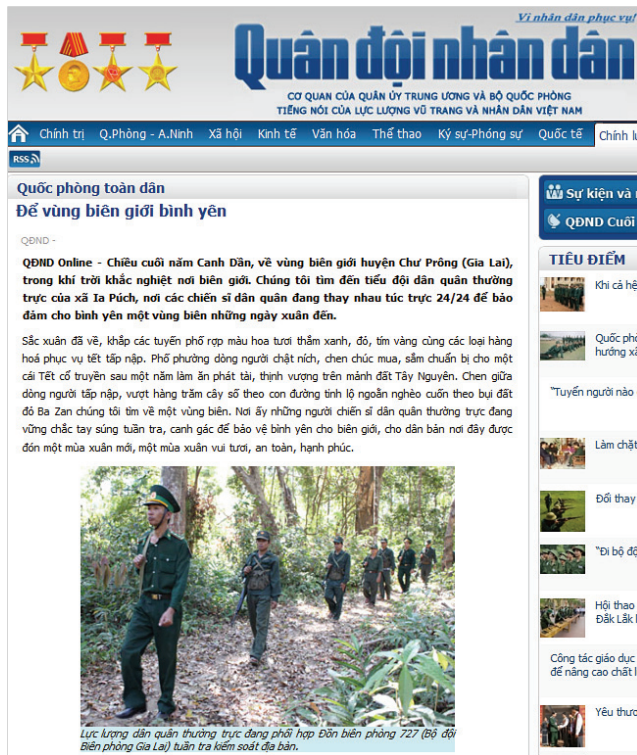 Vì nhân dân phục vụ!
Quân đội nhân dân
CƠ QUAN CỦA QUÂN ỦY TRUNG ƯƠNG VÀ BỘ QUỐC PHÒNG
TIẾNG NÓI CỦA LỰC LƯỢNG VŨ TRANG VÀ NHÂN DÂN VIỆT NAM
Chính trị Q.Phòng - A.Ninh Xã hội Kinh tế Văn hóa Thể thao Ký sự-Phóng sự Quốc tế Chính
RSS
Quốc phòng toàn dân
Để vùng biên giới bình yên
QĐND -
QĐND Online - Chiều cuối năm Canh Dần, về vùng biên giới huyện Chư Prông (Gia Lai),
trong khí trời khắc nghiệt nơi biên giới. Chúng tôi tìm đến tiểu đội dân quân thường
trực của xã Ia Púch, nơi các chiến sĩ dân quân đang thay nhau túc trực 24/24 để bảo
đảm cho bình yên một vùng biên những ngày xuân đến.
Sắc xuân đã về, khắp các tuyến phố rợp màu hoa tươi thắm xanh, đỏ, tím vàng cùng các loại hàng
hoá phục vụ tết tấp nập. Phố phường dòng người chật ních, chen chúc mua, sắm chuẩn bị cho một
cái Tết cổ truyền sau một năm làm ăn phát tài, thịnh vượng trên mảnh đất Tây Nguyên. Chen giữa
dòng người tấp nập, vượt hàng trăm cây số theo con đường tỉnh lộ ngoằn nghèo cuốn theo bụi đất
đỏ Ba Zan chúng tôi tìm về một vùng biên. Nơi ấy những người chiến sĩ dân quân thường trực đang
vững chắc tay súng tuần tra, canh gác để bảo vệ bình yên cho biên giới, cho dân bản nơi đây được
đón một mùa xuân mới, một mùa xuân vui tươi, an toàn, hạnh phúc.
Lực lượng dân quân thường trực đang phối hợp Đồn biên phòng 727 (Bộ đội
Biên phòng Gia Lai) tuần tra kiểm soát địa bàn.
Sự kiện và
QĐND Cuối
TIÊU ĐIỂM
Khi cả
Quốc
hướng
"Tuyển người nào
Làm chặt
Đổi thay
"Đi bộ
Hội thao
Đắk Lắk
Công tác giáo dục
để nâng cao chất
Yêu